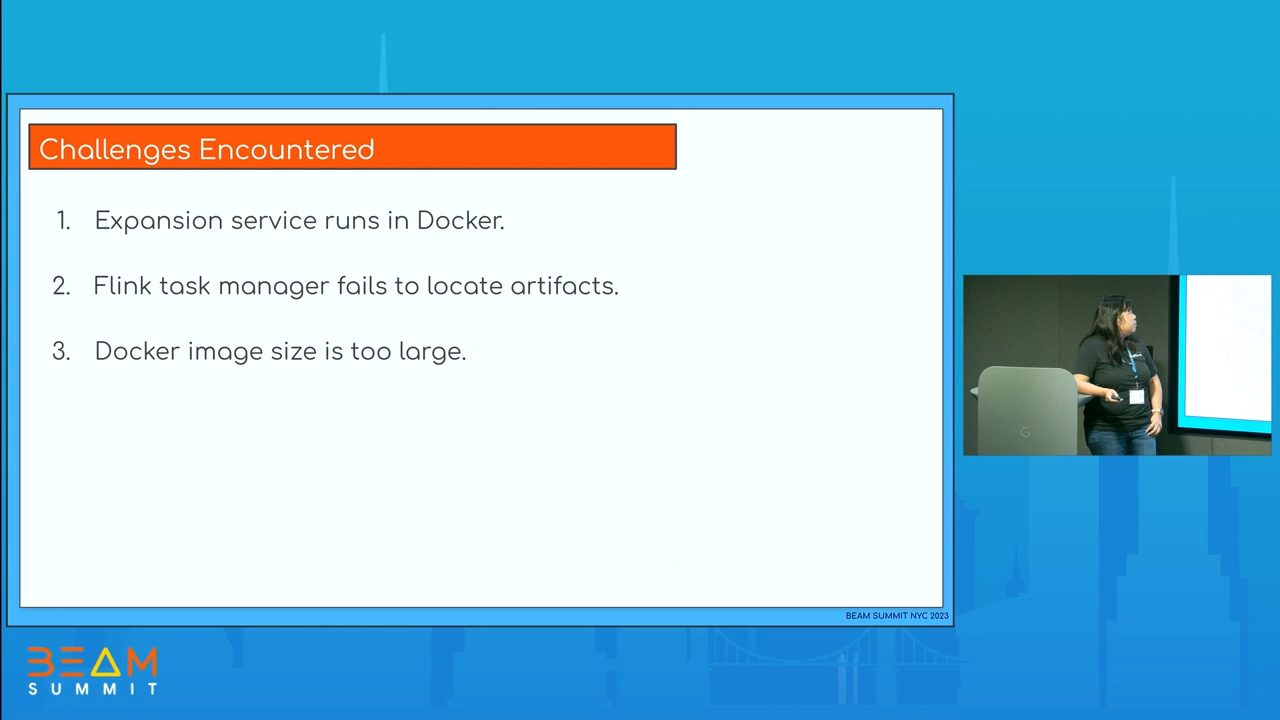 Challenges Encountered
1. Expansion service runs in Docker.
2. Flink task manager fails to locate artifacts.
3. Docker image size is too large.
BEAM SUMMIT NYC 2023
BEAM
SUMMIT
G